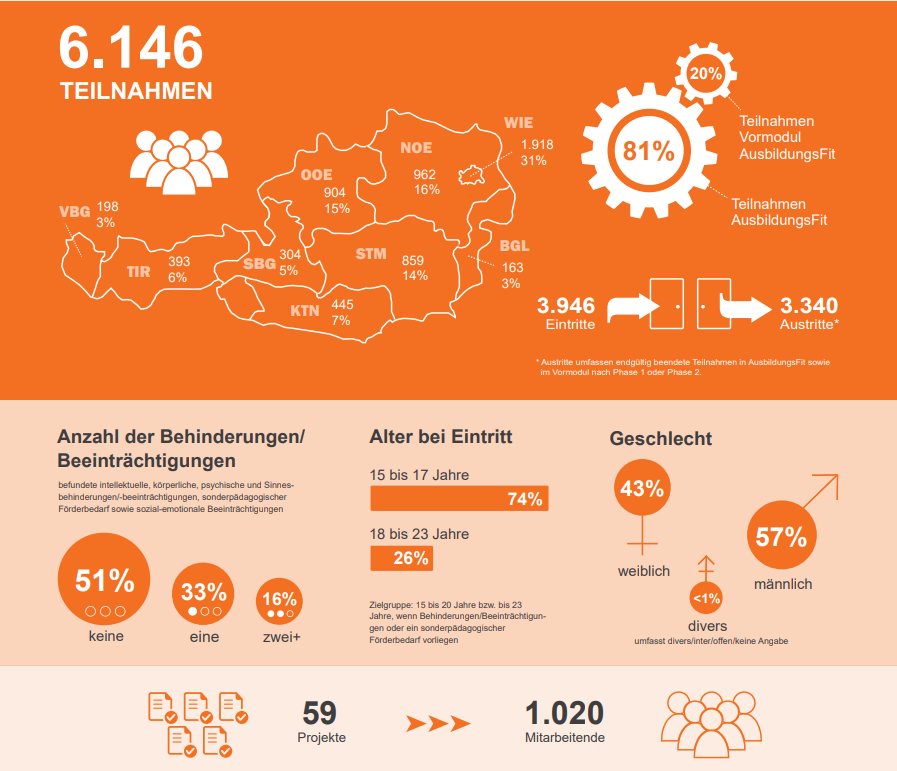 6.146
TEILNAHMEN
20%
Teilnahmen
Vormodul
AusbildungsFit
81%
Teilnahmen
AusbildungsFit
WIE
1.918
31%
NOE
962
16%
OOE
904
15%
VBG
198
3%
TIR
393
6%
SBG
304
5%
STM
859
14%
BGL
163
3%
KTN
445
7%
3.946
Eintritte
3.340
Austritte*
* Austritte umfassen endgültig beendete Teilnahmen in AusbildungsFit sowie
im Vormodul nach Phase 1 oder Phase 2.
Anzahl der Behinderungen/
Beeinträchtigungen
befundete intellektuelle, körperliche, psychische und Sinnes-
behinderungen/-beeinträchtigungen, sonderpädagogischer
Förderbedarf sowie sozial-emotionale Beeinträchtigungen
51%
keine
33%
eine
16%
zwei+
Alter bei Eintritt
15 bis 17 Jahre
74%
18 bis 23 Jahre
26%
Zielgruppe: 15 bis 20 Jahre bzw. bis 23
Jahre, wenn Behinderungen/Beeinträchtigun-
gen oder ein sonderpädagogischer
Förderbedarf vorliegen
Geschlecht
43%
weiblich
<1%
divers
umfasst divers/inter/offen/keine Angabe
57%
männlich
59
Projekte
1.020
Mitarbeitende